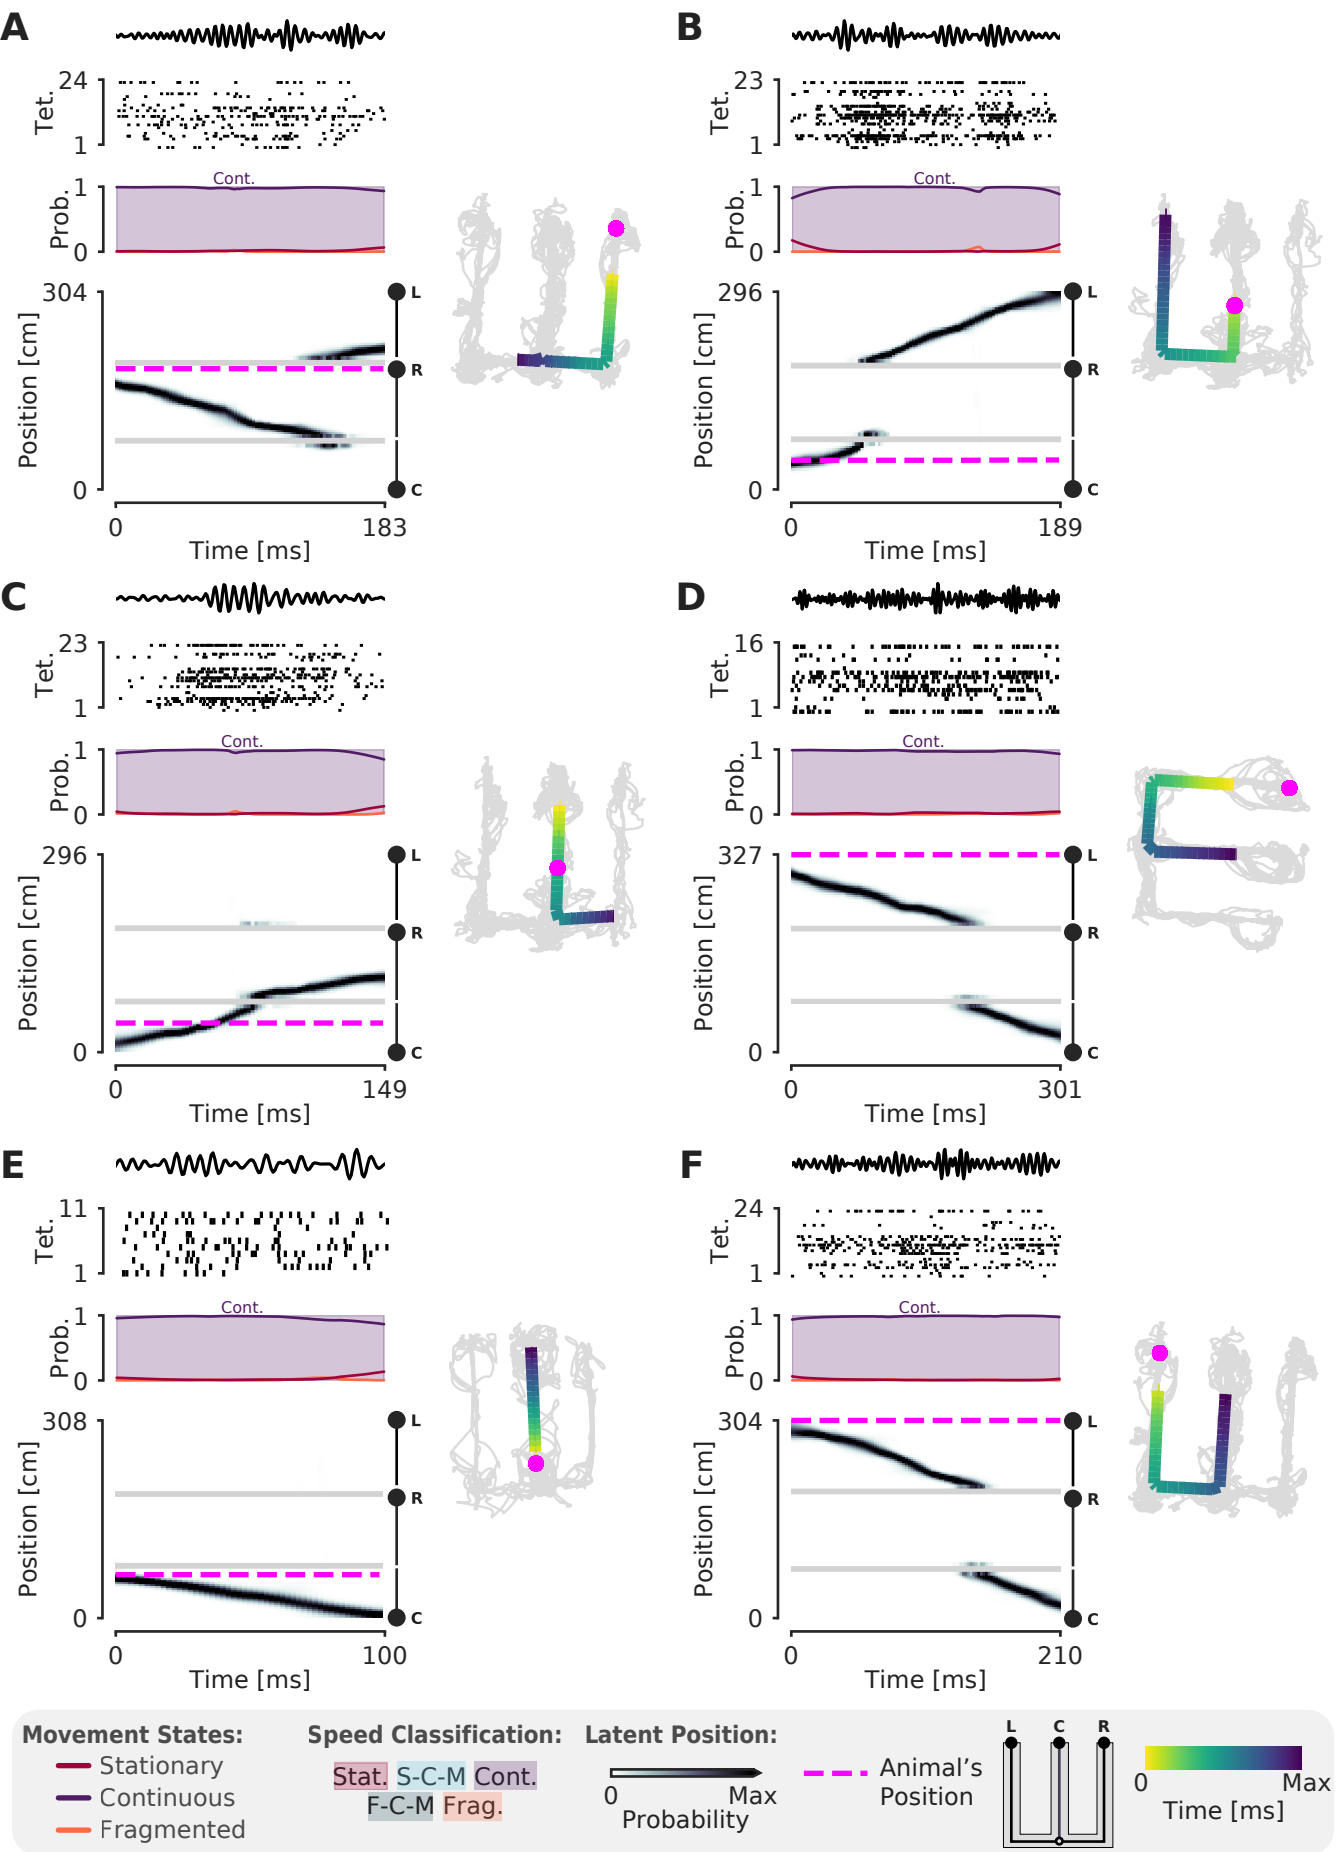 A
24
Tet.
1
Cont.
1
Prob.
0
304
L
Position [cm]
R
0
C
0
183
Time [ms]
B
23
Tet.
1
Cont.
1
Prob.
0
296
L
Position [cm]
R
0
C
0
189
Time [ms]
C
23
Tet.
1
Cont.
1
Prob.
0
296
L
Position [cm]
R
0
C
0
149
Time [ms]
D
16
Tet.
1
Cont.
1
Prob.
0
327
L
Position [cm]
R
0
C
0
301
Time [ms]
E
11
Tet.
1
Cont.
1
Prob.
0
308
L
Position [cm]
R
0
C
0
100
Time [ms]
F
24
Tet.
1
Cont.
1
Prob.
0
304
L
Position [cm]
R
0
C
0
210
Time [ms]
Movement States:
Stationary
Continuous
Fragmented
Speed Classification:
Stat. S-C-M Cont.
F-C-M Frag.
Latent Position:
0 Max
Probability
Animal's
Position
L C R
0 Max
Time [ms]